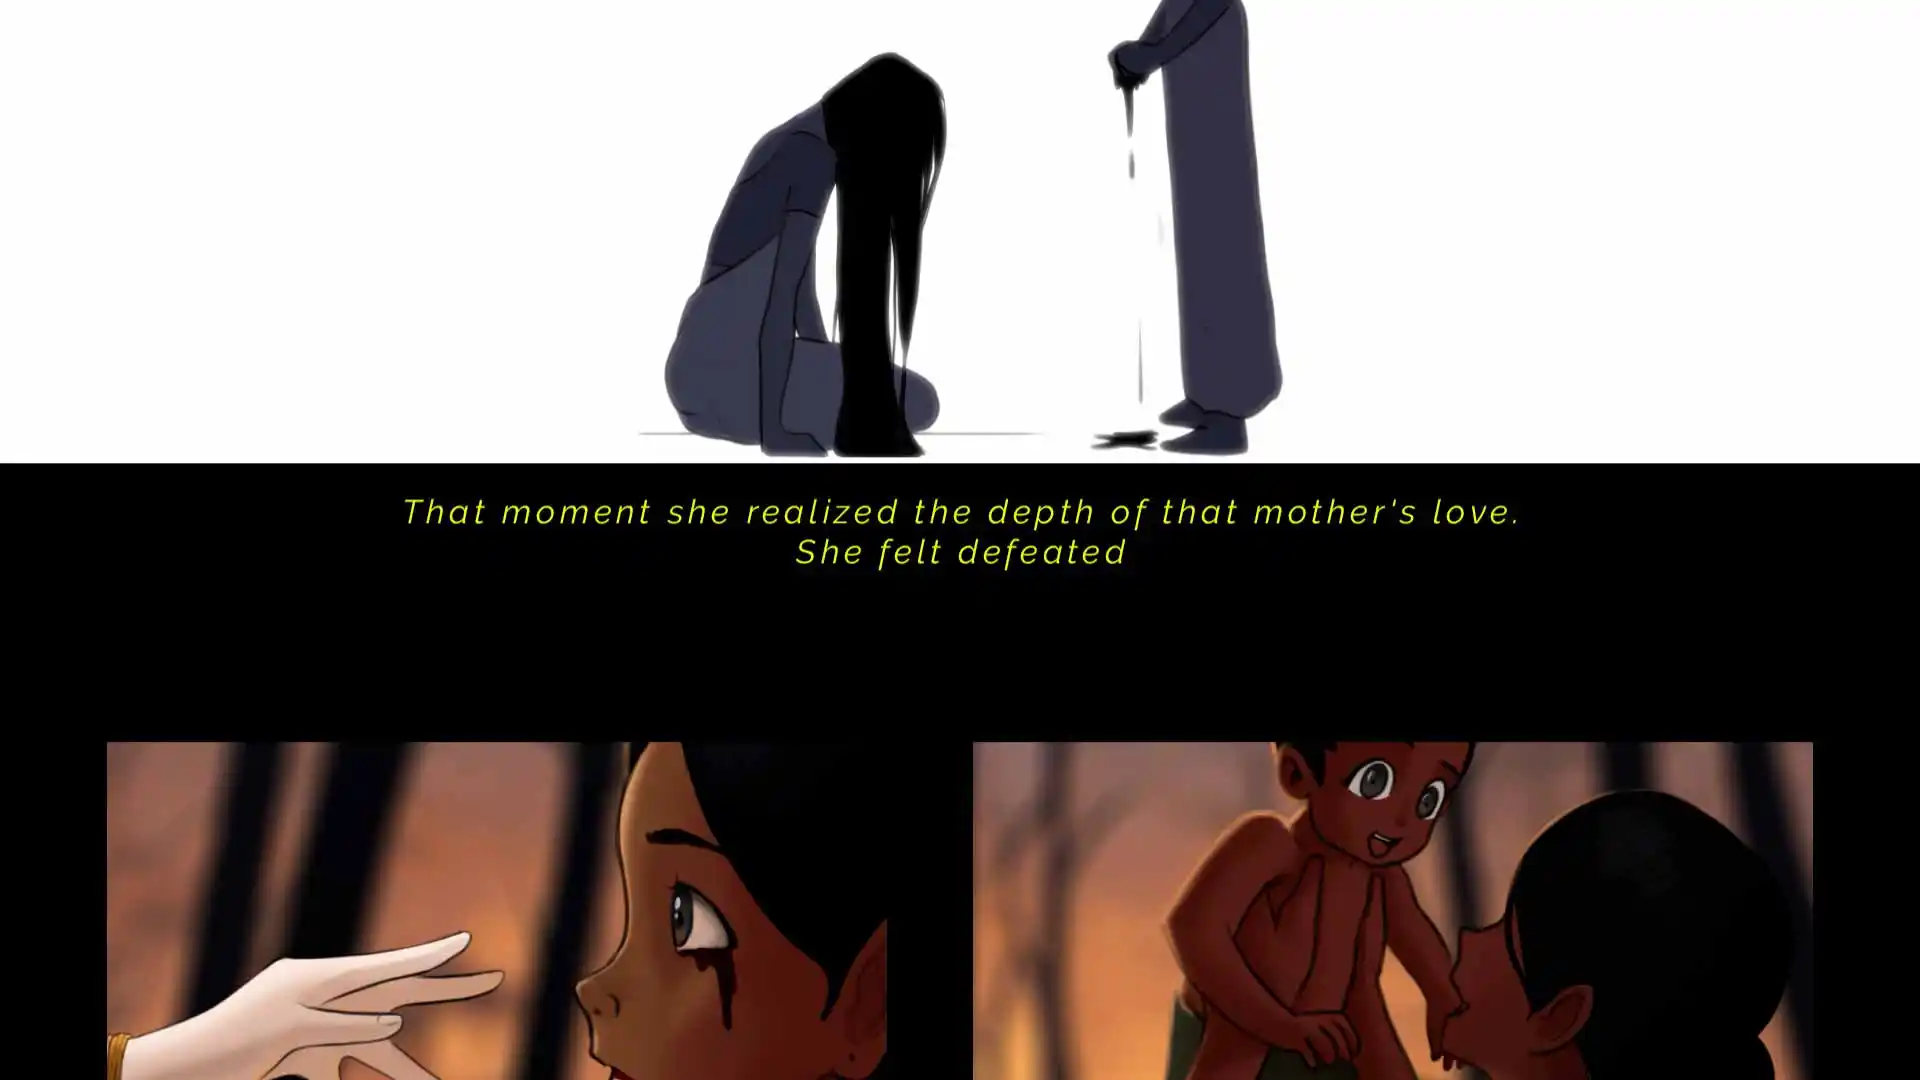 That moment she realized the depth of that mother's love.
She felt defeated